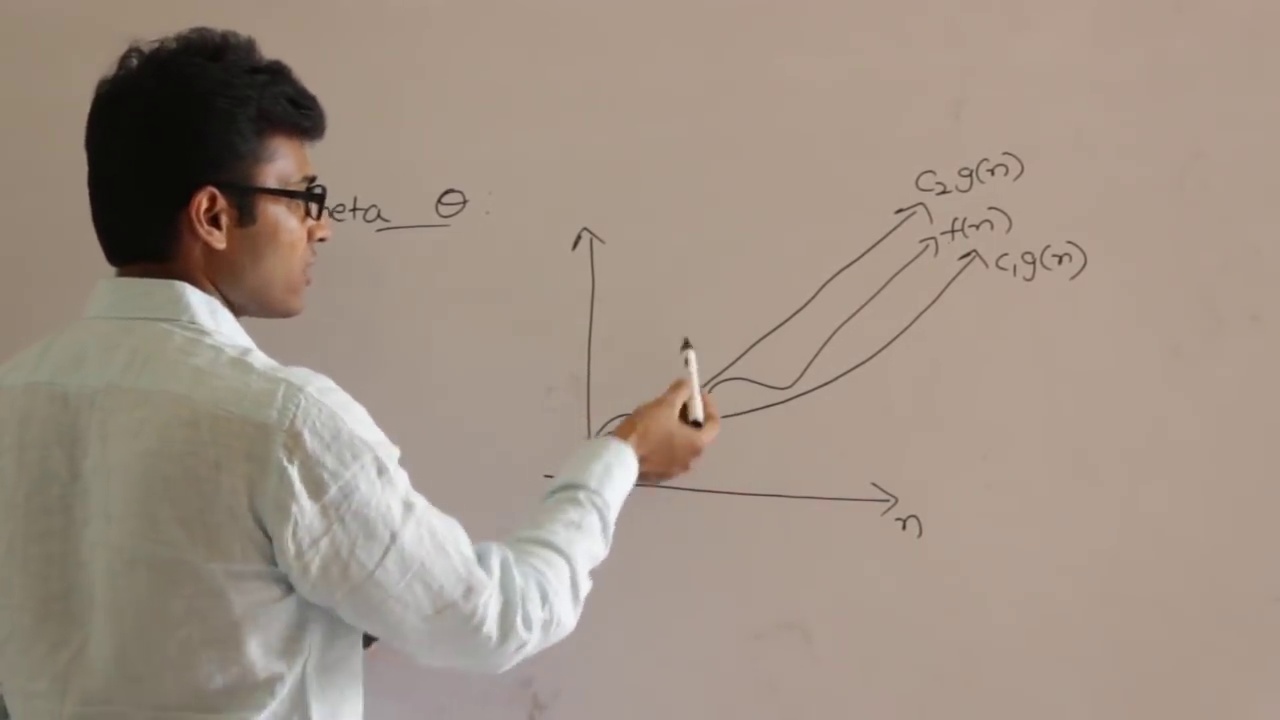 heta θ
c₂g(n)
f(n)
c₁g(n)
n